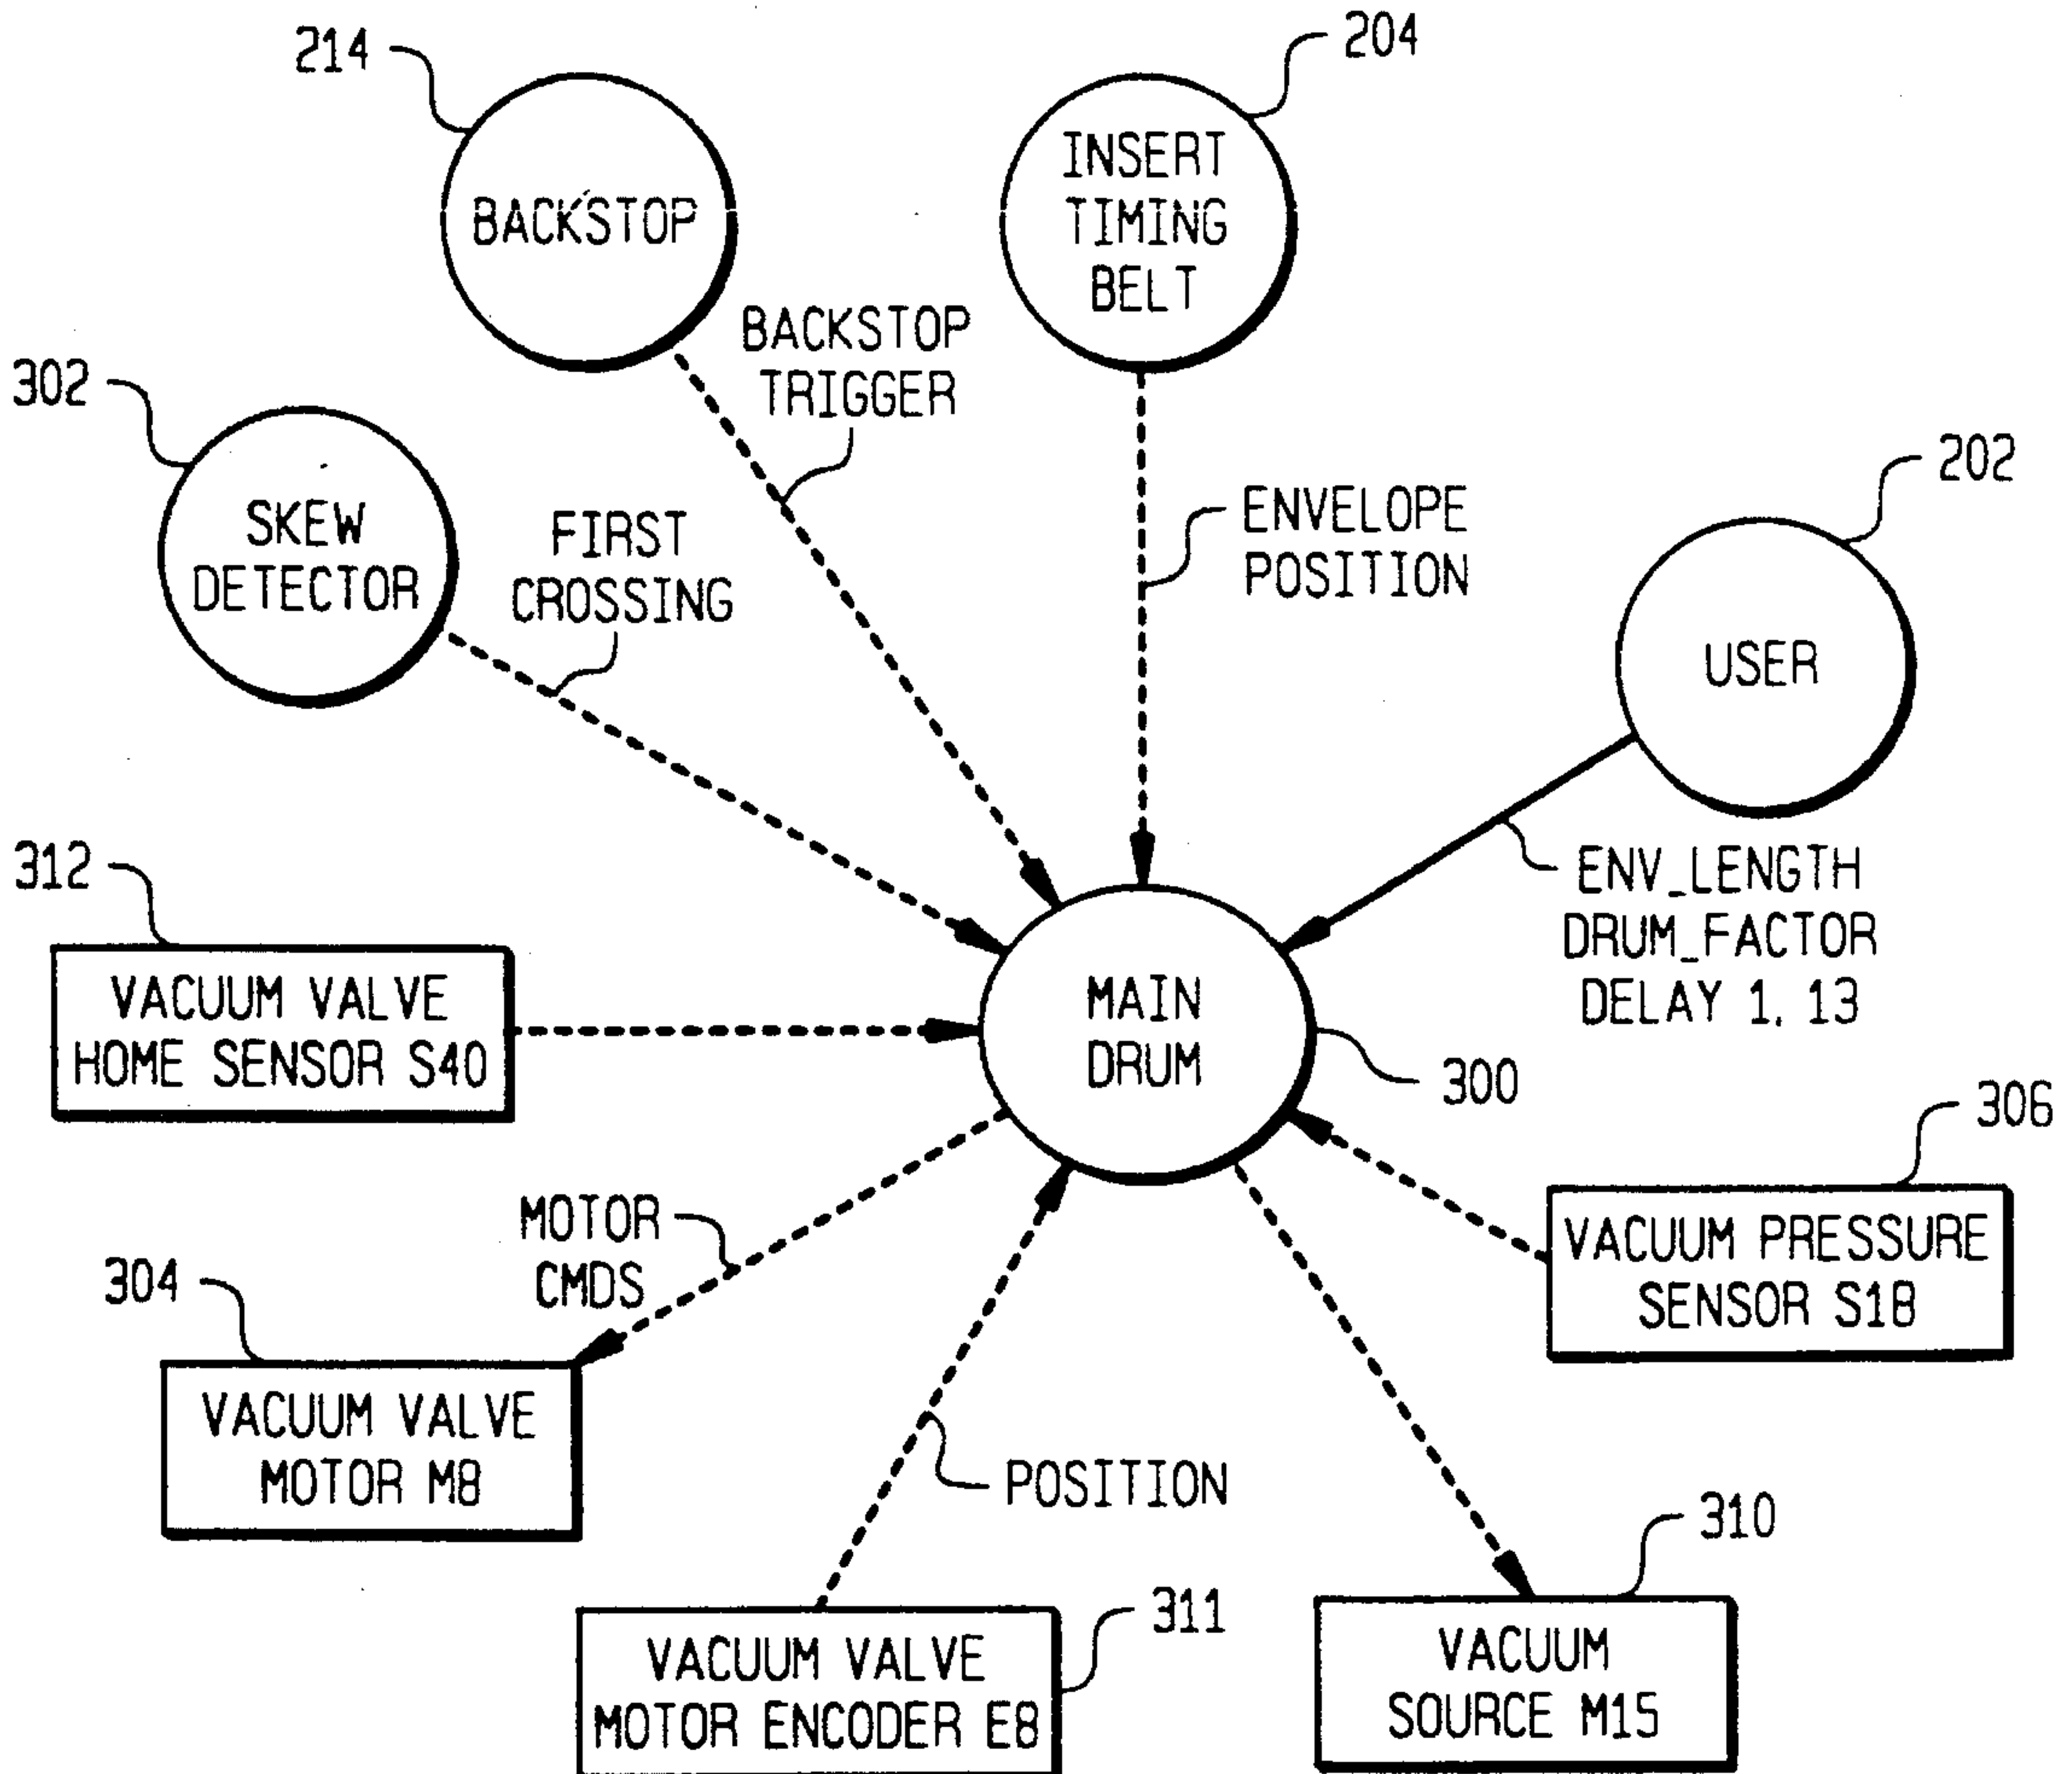 214
204
BACKSTOP
INSERT
TIMING
BELT
302
BACKSTOP
TRIGGER
202
SKEW
DETECTOR
FIRST
CROSSING
ENVELOPE
POSITION
USER
312
ENV_LENGTH
DRUM_FACTOR
DELAY 1, 13
VACUUM VALVE
HOME SENSOR S40
MAIN
DRUM
300
306
MOTOR
CMDS
VACUUM PRESSURE
SENSOR S18
304
VACUUM VALVE
MOTOR M8
POSITION
310
311
VACUUM VALVE
MOTOR ENCODER E8
VACUUM
SOURCE M15